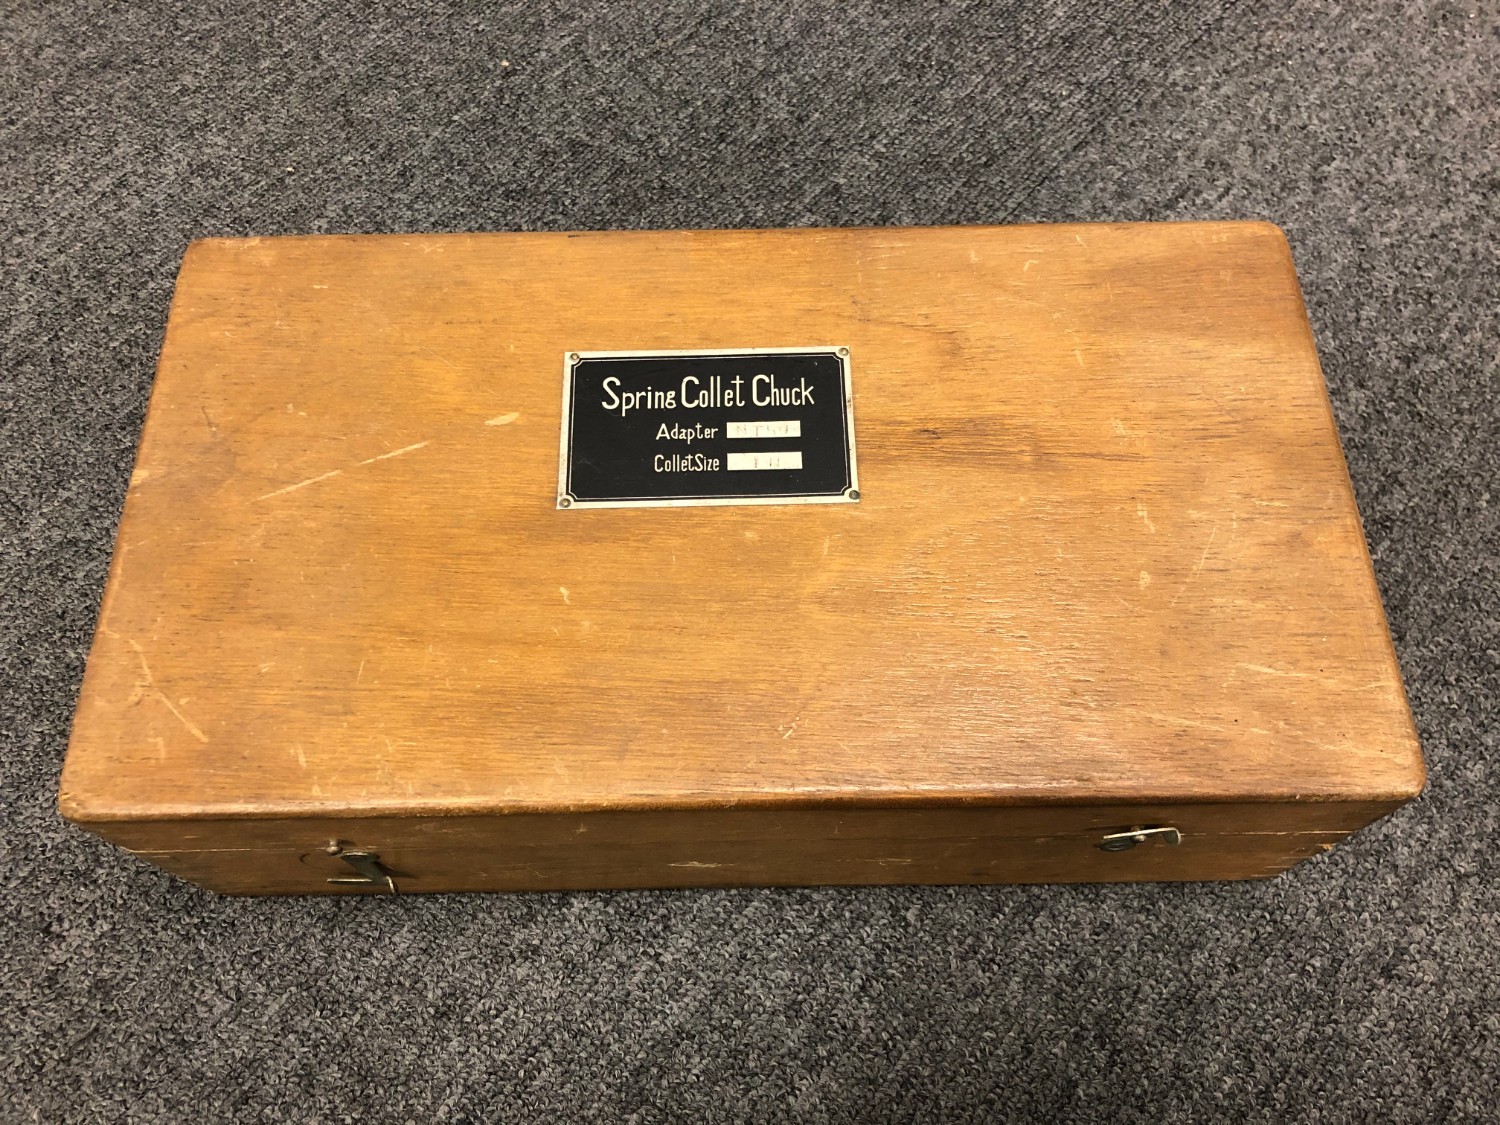 Spring Collet Chuck
Adapter
Collet Size